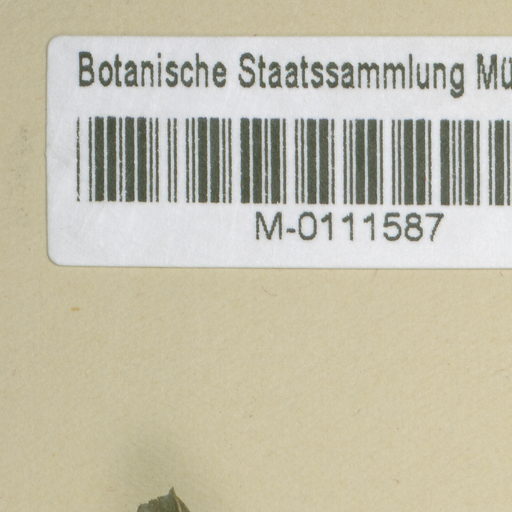 Botanische Staatssammlung Mü
M-0111587